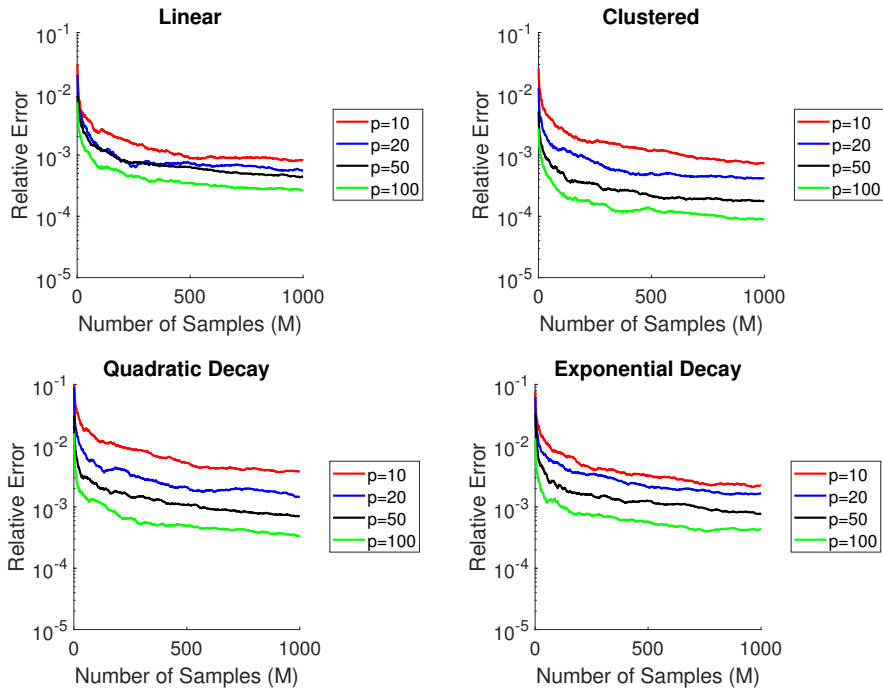 Linear
Relative Error
10^-1
10^-2
10^-3
10^-4
10^-5
0
500
1000
Number of Samples (M)
p=10
p=20
p=50
p=100
Clustered
Relative Error
10^-1
10^-2
10^-3
10^-4
10^-5
0
500
1000
Number of Samples (M)
p=10
p=20
p=50
p=100
Quadratic Decay
Relative Error
10^-1
10^-2
10^-3
10^-4
10^-5
0
500
1000
Number of Samples (M)
p=10
p=20
p=50
p=100
Exponential Decay
Relative Error
10^-1
10^-2
10^-3
10^-4
10^-5
0
500
1000
Number of Samples (M)
p=10
p=20
p=50
p=100